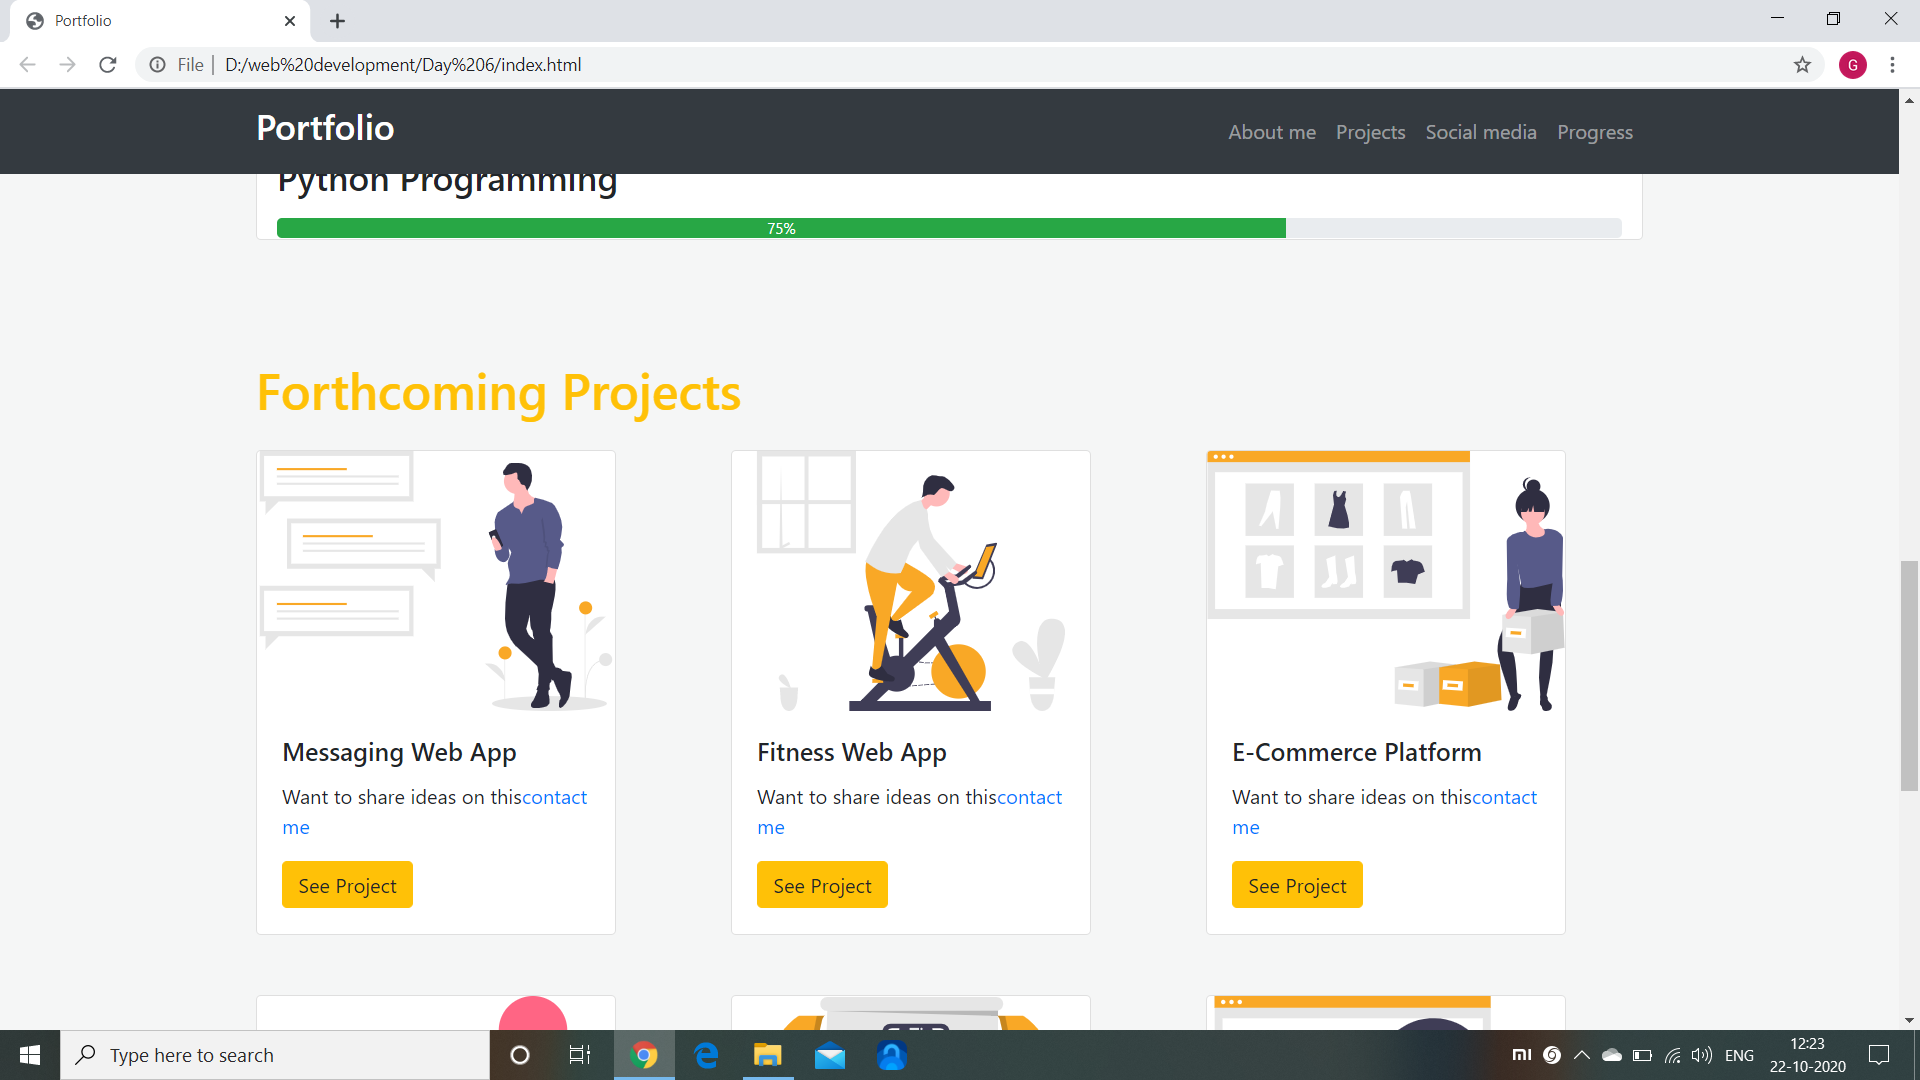 Portfolio
File | D:/web%20development/Day%206/index.html
G
Portfolio
About me Projects Social media Progress
Python Programming
75%
Forthcoming Projects
Messaging Web App
Want to share ideas on thiscontact
me
See Project
Fitness Web App
Want to share ideas on thiscontact
me
See Project
E-Commerce Platform
Want to share ideas on thiscontact
me
See Project
Type here to search
ENG
12:23
22-10-2020